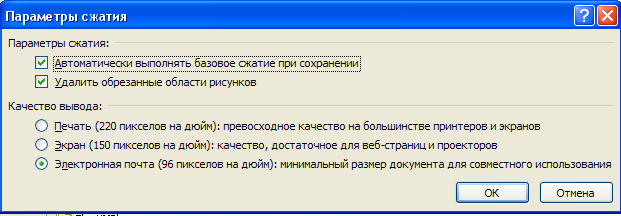 Параметры сжатия
Параметры сжатия:
Автоматически выполнять базовое сжатие при сохранении
Удалить обрезанные области рисунков
Качество вывода:
Печать (220 пикселов на дюйм): превосходное качество на большинстве принтеров и экранов
Экран (150 пикселов на дюйм): качество, достаточное для веб-страниц и проекторов
Электронная почта (96 пикселов на дюйм): минимальный размер документа для совместного использования
ОК
Отмена